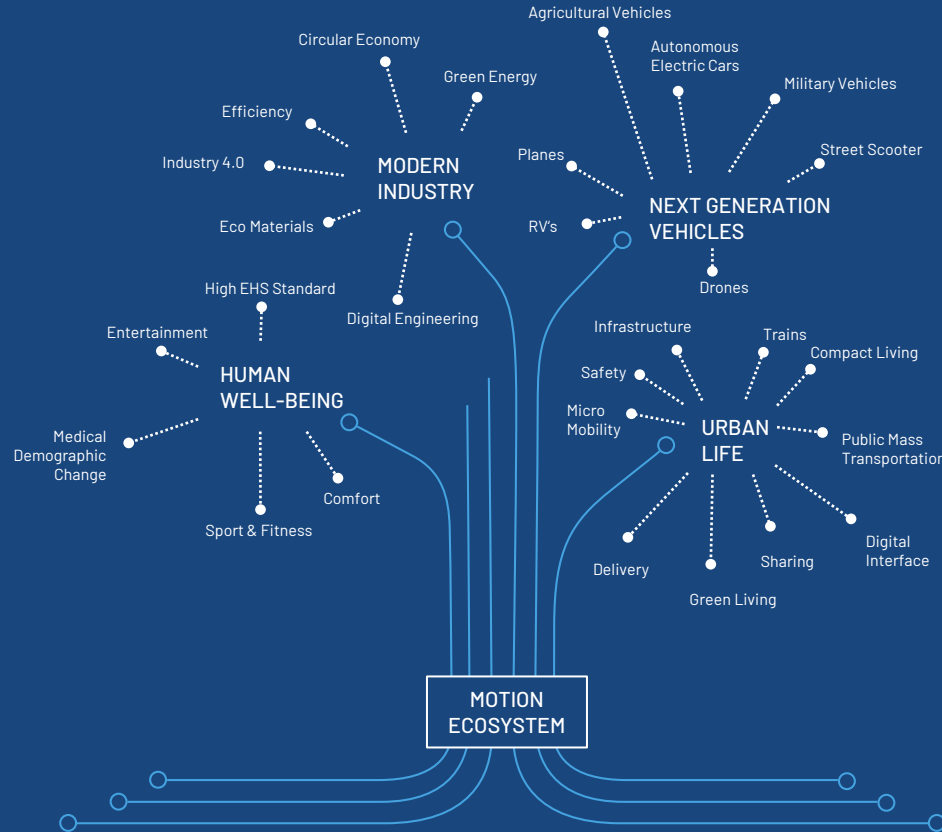 Agricultural Vehicles
Circular Economy
Autonomous
Electric Cars
Green Energy
Military Vehicles
Efficiency
Planes
Street Scooter
Industry 4.0
MODERN
INDUSTRY
NEXT GENERATION
VEHICLES
Eco Materials
RV's
High EHS Standard
Drones
Digital Engineering
Entertainment
Infrastructure
Trains
Compact Living
HUMAN
WELL-BEING
Safety
Micro
Mobility
URBAN
LIFE
Medical
Demographic
Change
Public Mass
Transportation
Comfort
Sport & Fitness
Digital
Interface
Delivery
Sharing
Green Living
MOTION
ECOSYSTEM